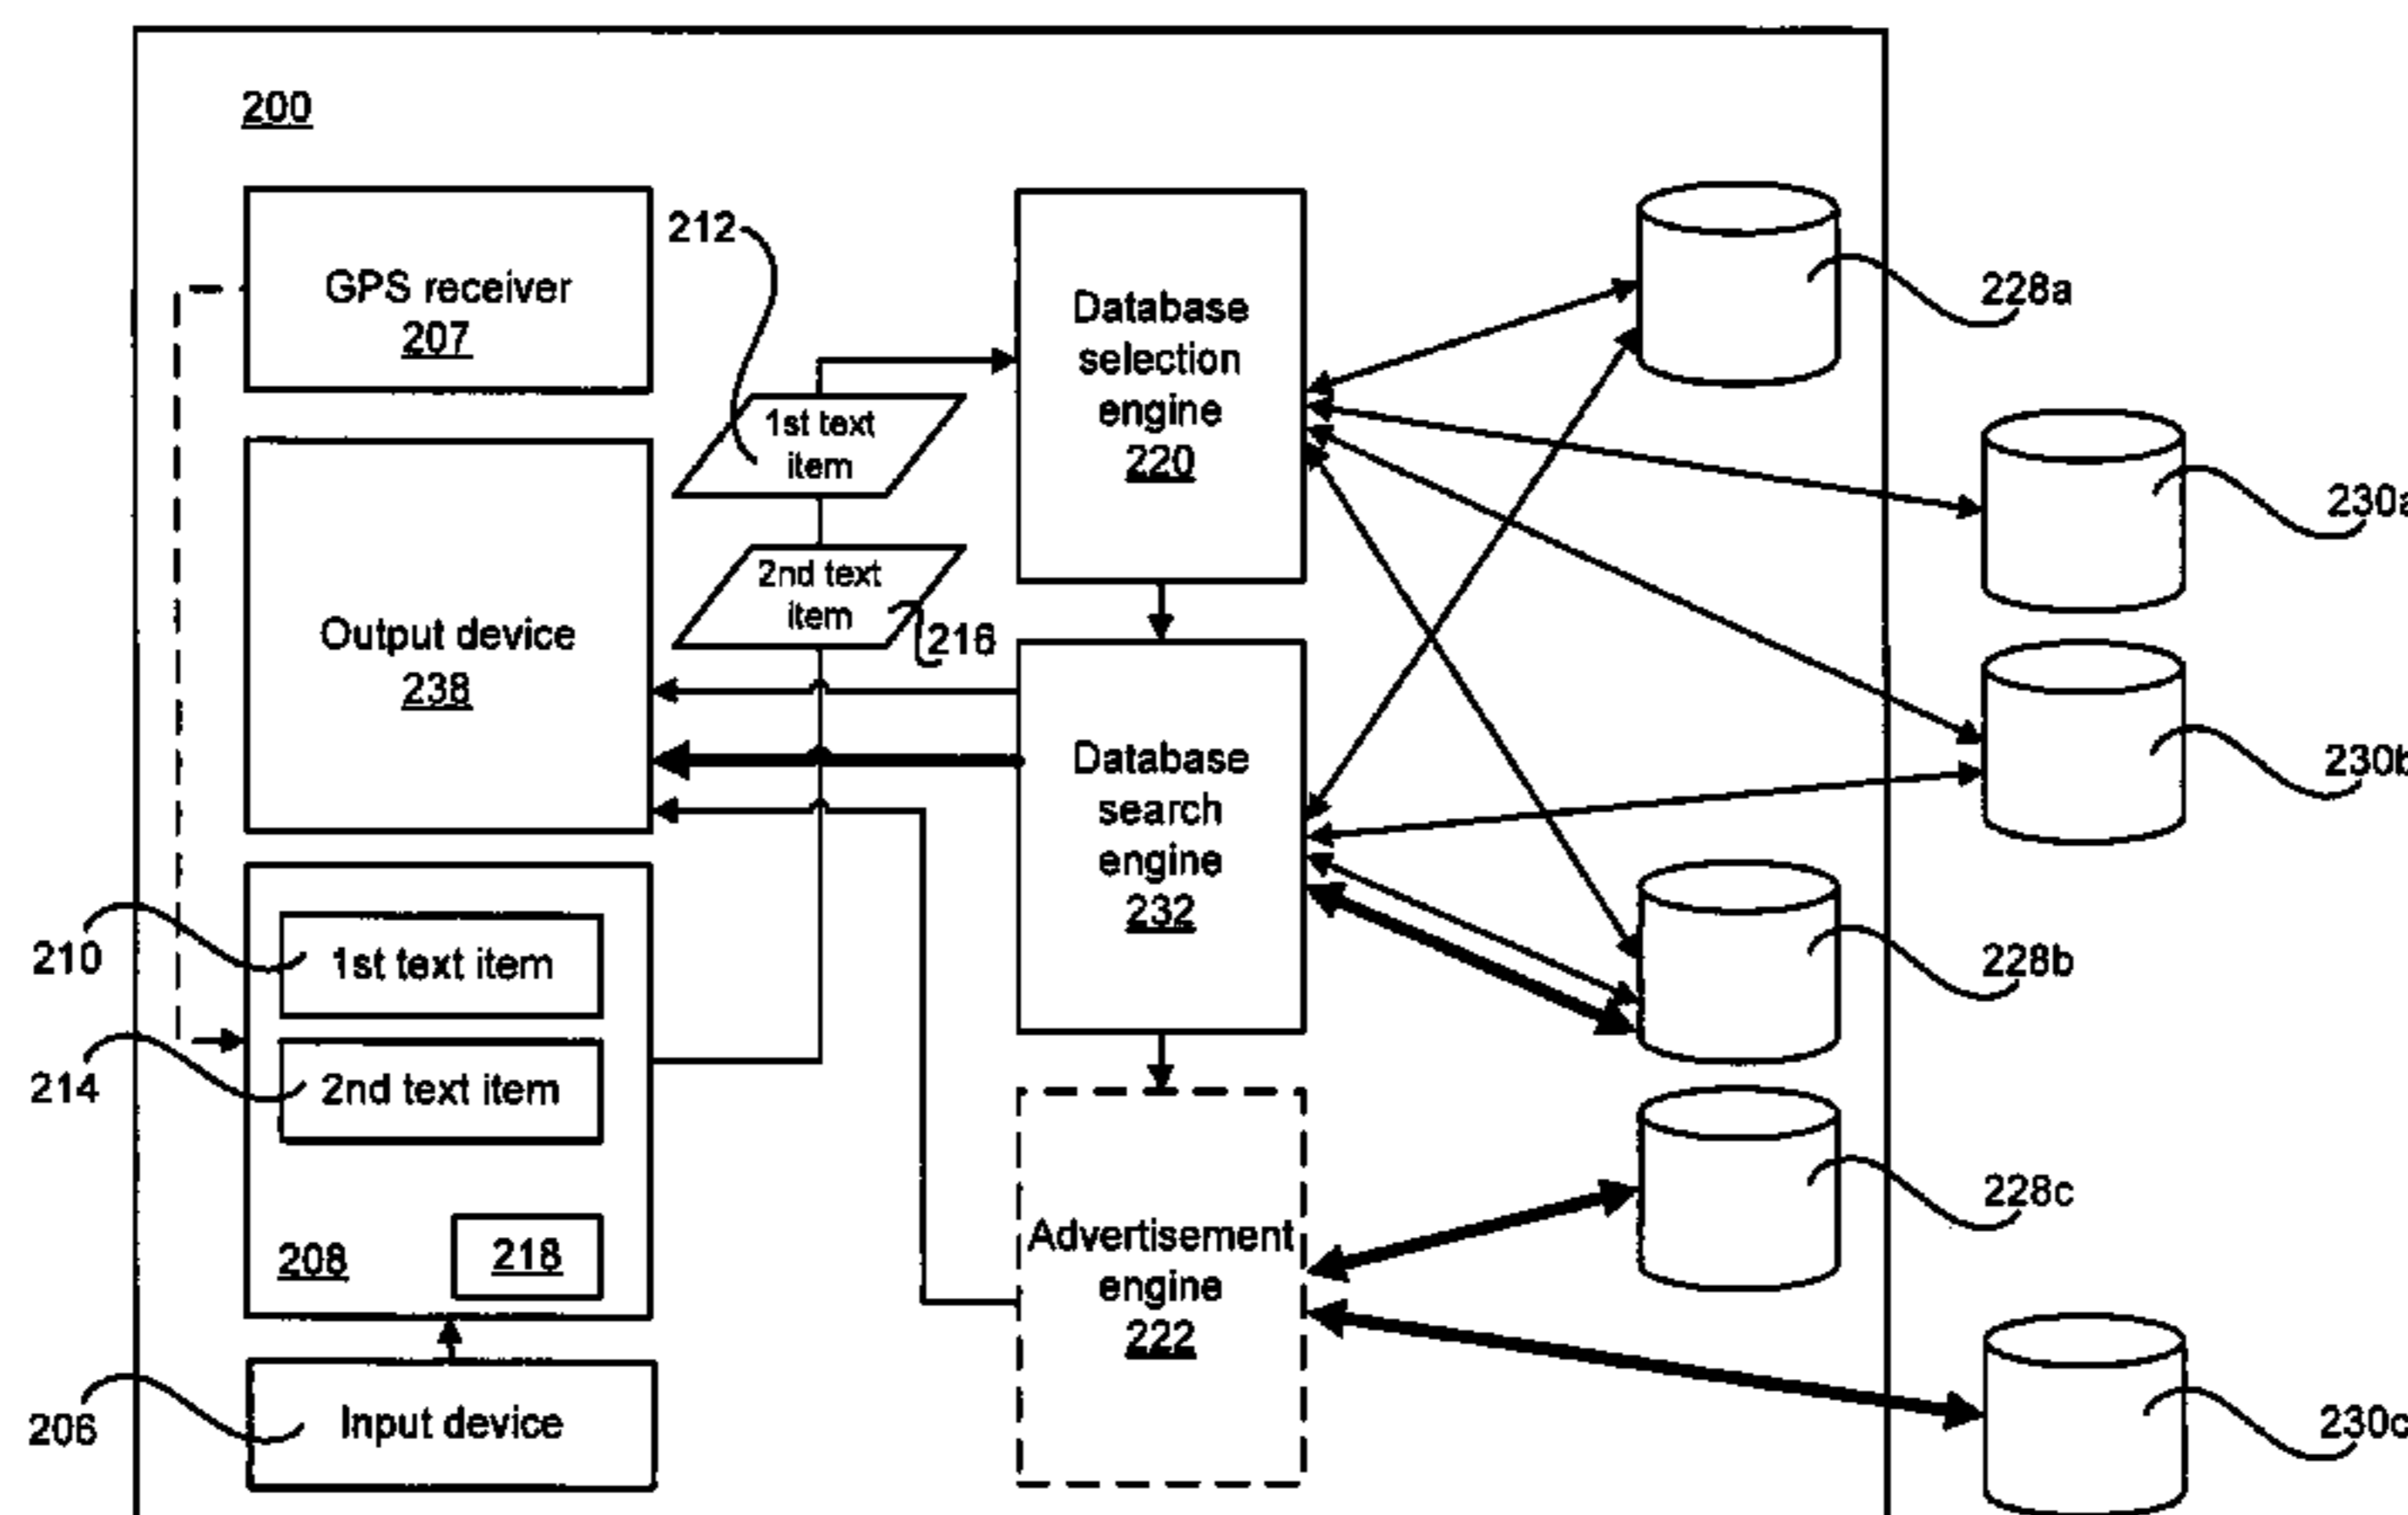 200
GPS receiver
207
212
1st text
item
2nd text
item
216
Database
selection
engine
220
228a
230a
Output device
238
Database
search
engine
232
230b
228b
210
1st text item
214
2nd text item
208
218
Advertisement
engine
222
228c
206
Input device
230c